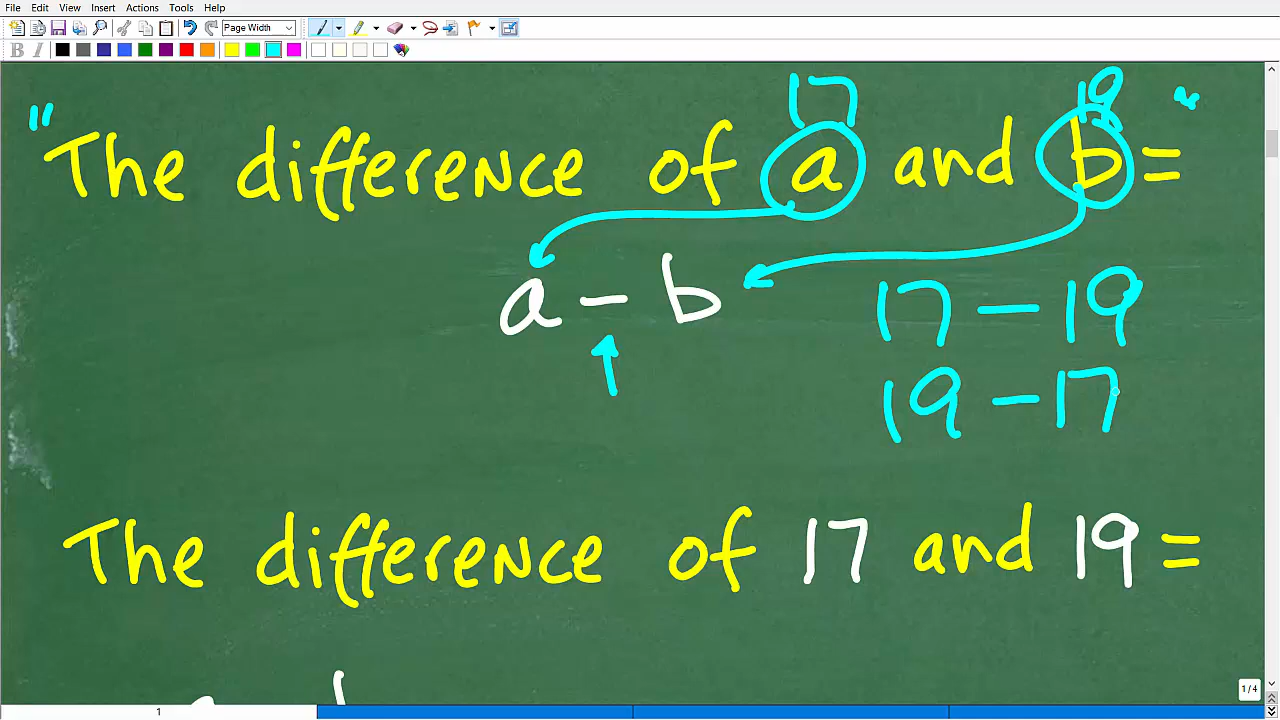 File Edit View Insert Actions Tools Help
Page Width
B I
17 19
"The difference of a and b = "
a - b
17 - 19
19 - 17
The difference of 17 and 19 =
1/4
1